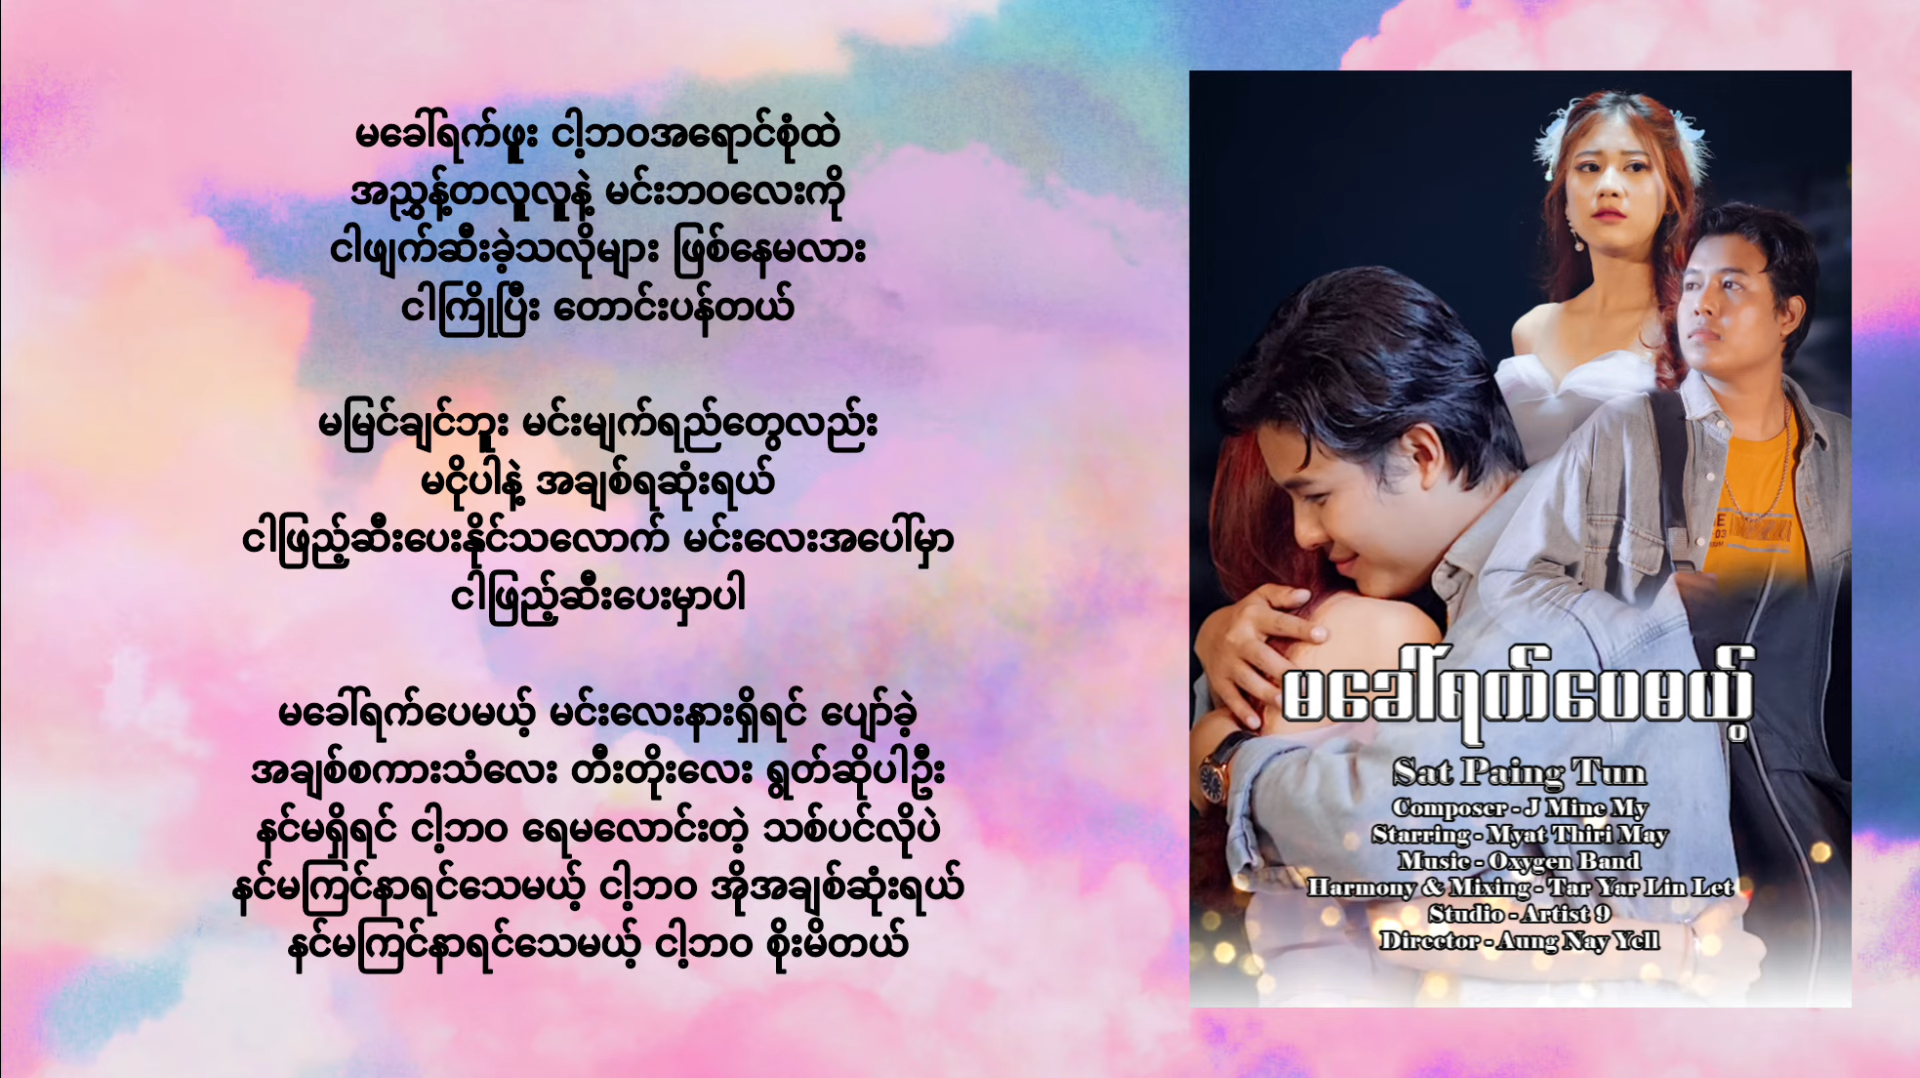 မခေါ်ရက်ဖူး ငါ့ဘဝအရောင်စုံထဲ
အညွှန့်တလူလူနဲ့ မင်းဘဝလေးကို
ငါဖျက်ဆီးခဲ့သလိုများ ဖြစ်နေမလား
ငါကြိုပြီး တောင်းပန်တယ်
မမြင်ချင်ဘူး မင်းမျက်ရည်တွေလည်း
မငိုပါနဲ့ အချစ်ရဆုံးရယ်
ငါဖြည့်ဆီးပေးနိုင်သလောက် မင်းလေးအပေါ်မှာ
ငါဖြည့်ဆီးပေးမှာပါ
မခေါ်ရက်ပေမယ့် မင်းလေးနားရှိရင် ပျော်ခဲ့
အချစ်စကားသံလေး တီးတိုးလေး ရွတ်ဆိုပါဦး
နင်မရှိရင် ငါ့ဘဝ ရေမလောင်းတဲ့ သစ်ပင်လိုပဲ
နင်မကြင်နာရင်သေမယ့် ငါ့ဘဝ အိုအချစ်ဆုံးရယ်
နင်မကြင်နာရင်သေမယ့် ငါ့ဘဝ စိုးမိတယ်
မခေါ်ရက်ပေမယ့်
Sat Paing Tun
Composer - J Mine My
Starring - Myat Thiri May
Music - Oxygen Band
Harmony & Mixing - Tar Yar Lin Let
Studio - Artist 9
Director - Aung Nay Yell